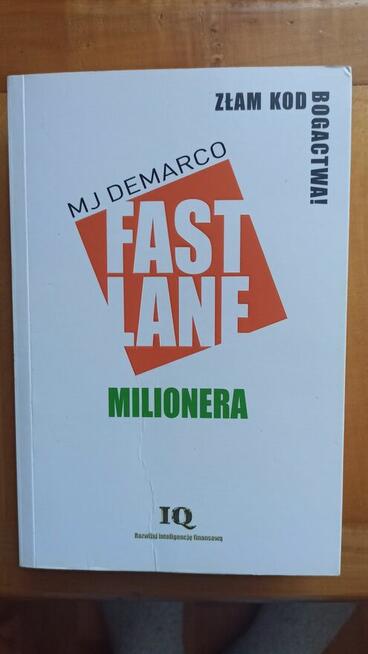 ZŁAM KOD
BOGACTWA!
MJ DEMARCO
FAST
LANE
MILIONERA
IQ
Rozwijaj inteligencję finansową